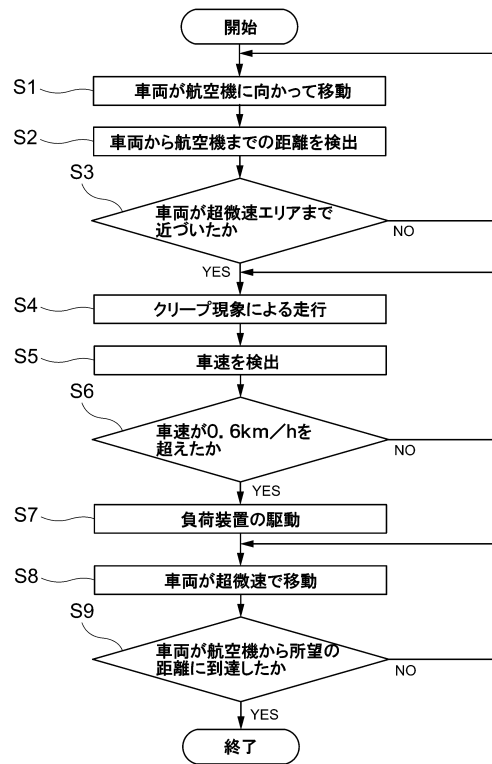 開始
S1
車両が航空機に向かって移動
S2
車両から航空機までの距離を検出
S3
車両が超微速エリアまで
近づいたか
NO
YES
S4
クリープ現象による走行
S5
車速を検出
S6
車速が0.6km/hを
超えたか
NO
YES
S7
負荷装置の駆動
S8
車両が超微速で移動
S9
車両が航空機から所望の
距離に到達したか
NO
YES
終了